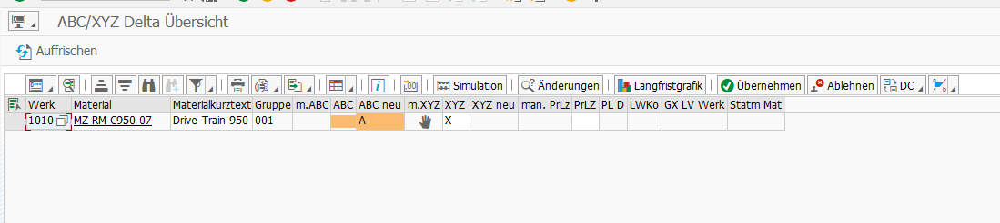 ABC/XYZ Delta Übersicht
Auffrischen
Simulation Änderungen Langfristgrafik Übernehmen Ablehnen DC
Werk Material Materialkurztext Gruppe m.ABC ABC ABC neu m.XYZ XYZ XYZ neu man. PrLz PrLZ PL D LWKo GX LV Werk Statm Mat
1010 MZ-RM-C950-07 Drive Train-950 001 A X